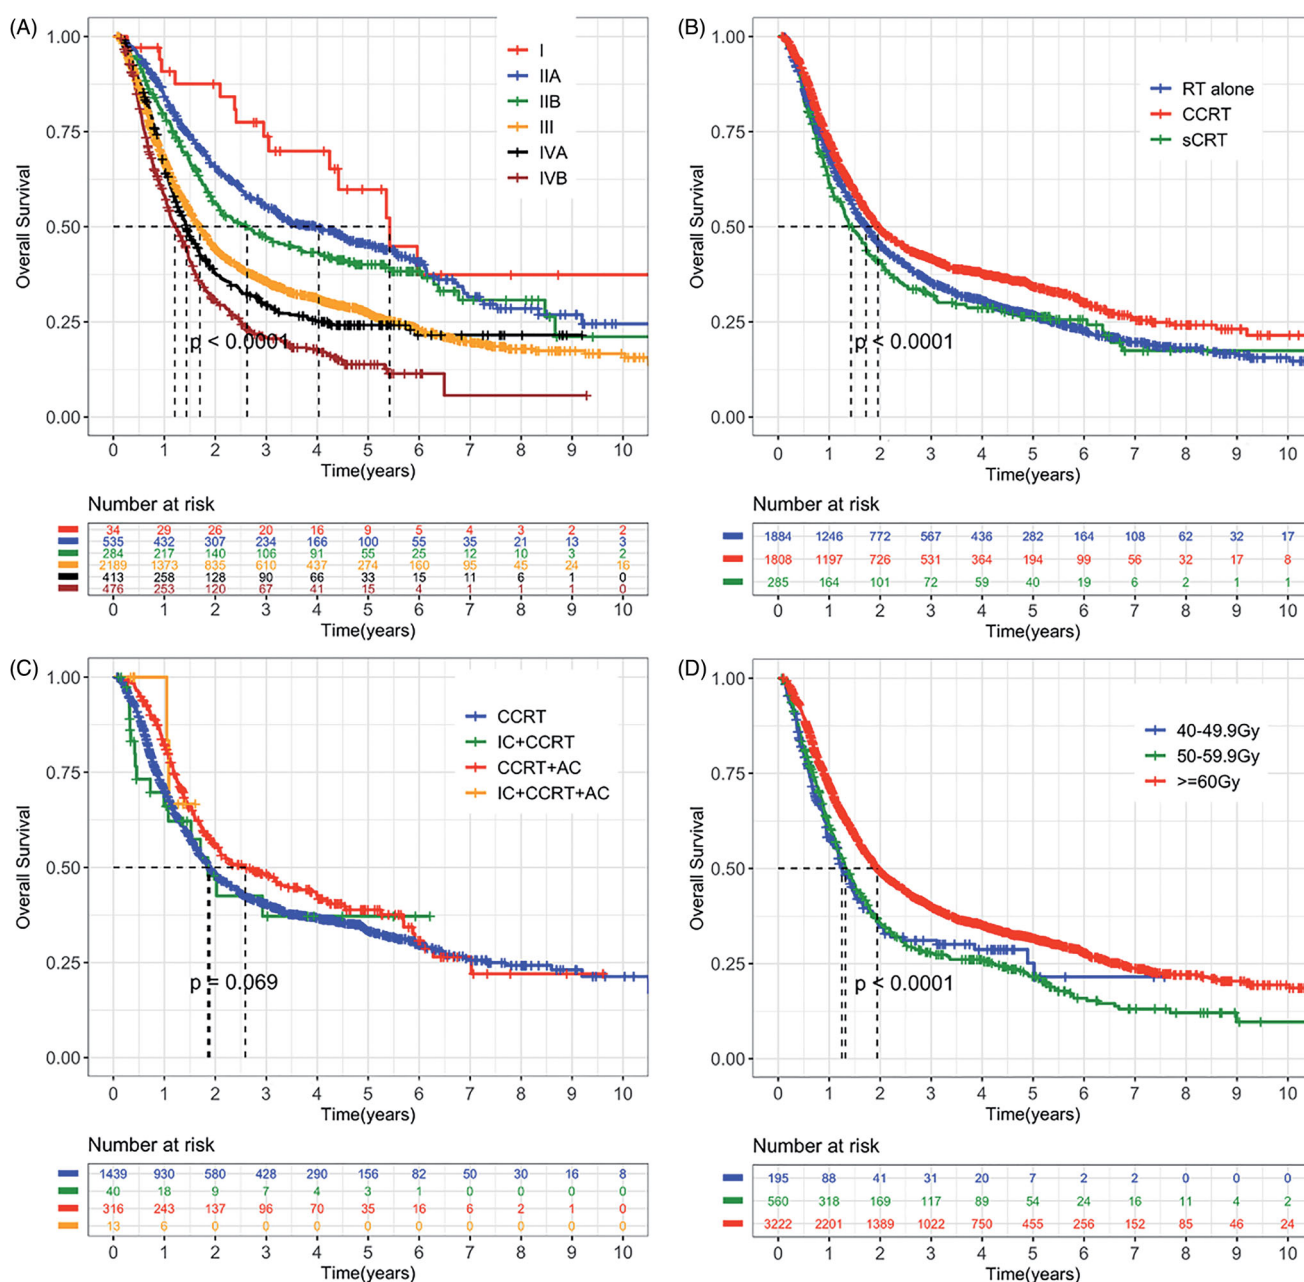 (A)
I
IIA
IIB
III
IVA
IVB
1.00
0.75
0.50
0.25
0.00
Overall Survival
p < 0.0001
0 1 2 3 4 5 6 7 8 9 10
Time(years)
Number at risk
34 29 26 20 16 9 5 4 3 2 2
535 432 307 234 166 100 55 35 21 13 3
284 217 140 106 91 55 25 12 10 3 2
2189 1373 835 610 437 274 160 95 45 24 16
413 258 128 90 66 33 15 11 6 1 0
476 253 120 67 41 15 4 1 1 1 0
0 1 2 3 4 5 6 7 8 9 10
Time(years)
(B)
RT alone
CCRT
sCRT
1.00
0.75
0.50
0.25
0.00
Overall Survival
p < 0.0001
0 1 2 3 4 5 6 7 8 9 10
Time(years)
Number at risk
1884 1246 772 567 436 282 164 108 62 32 17
1808 1197 726 531 364 194 99 56 32 17 8
285 164 101 72 59 40 19 6 2 1 1
0 1 2 3 4 5 6 7 8 9 10
Time(years)
(C)
CCRT
IC+CCRT
CCRT+AC
IC+CCRT+AC
1.00
0.75
0.50
0.25
0.00
Overall Survival
p = 0.069
0 1 2 3 4 5 6 7 8 9 10
Time(years)
Number at risk
1439 930 580 428 290 156 82 50 30 16 8
40 18 9 7 4 3 1 0 0 0 0
316 243 137 96 70 35 16 6 2 1 0
13 6 0 0 0 0 0 0 0 0 0
0 1 2 3 4 5 6 7 8 9 10
Time(years)
(D)
40-49.9Gy
50-59.9Gy
>=60Gy
1.00
0.75
0.50
0.25
0.00
Overall Survival
p < 0.0001
0 1 2 3 4 5 6 7 8 9 10
Time(years)
Number at risk
195 88 41 31 20 7 2 2 0 0 0
560 318 169 117 89 54 24 16 11 4 2
3222 2201 1389 1022 750 455 256 152 85 46 24
0 1 2 3 4 5 6 7 8 9 10
Time(years)